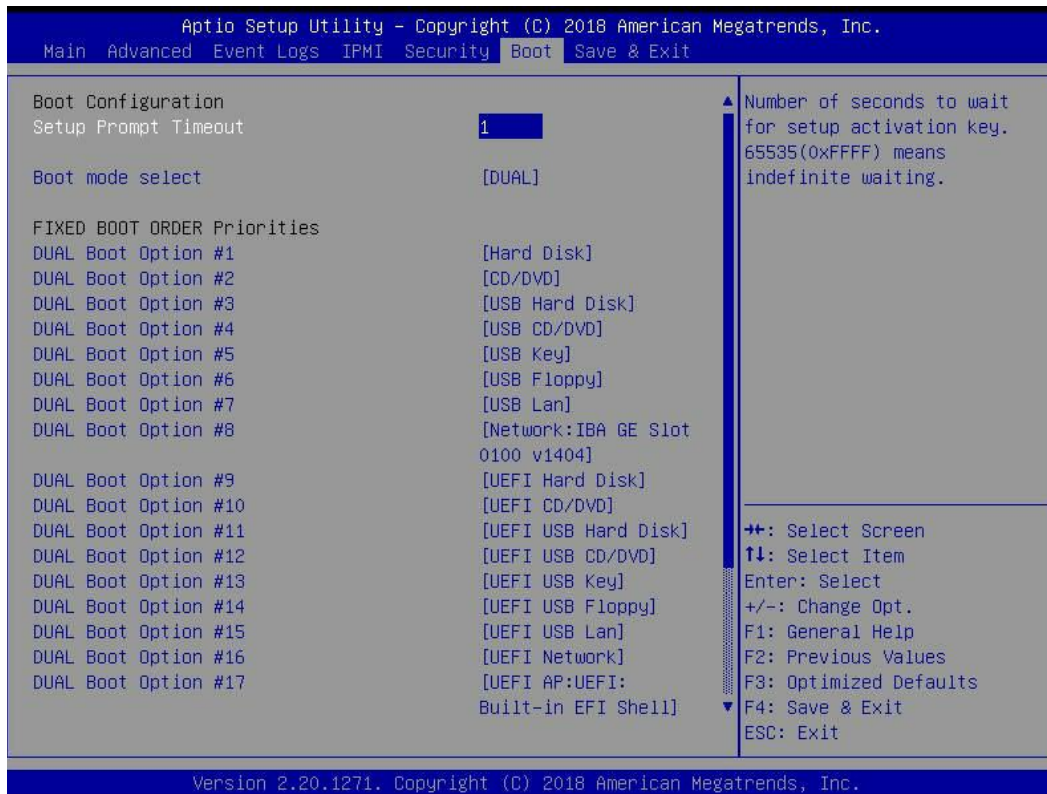 Aptio Setup Utility – Copyright (C) 2018 American Megatrends, Inc.
Main Advanced Event Logs IPMI Security Boot Save & Exit
Boot Configuration
Setup Prompt Timeout 1
Boot mode select [DUAL]
FIXED BOOT ORDER Priorities
DUAL Boot Option #1 [Hard Disk]
DUAL Boot Option #2 [CD/DVD]
DUAL Boot Option #3 [USB Hard Disk]
DUAL Boot Option #4 [USB CD/DVD]
DUAL Boot Option #5 [USB Key]
DUAL Boot Option #6 [USB Floppy]
DUAL Boot Option #7 [USB Lan]
DUAL Boot Option #8 [Network:IBA GE Slot
0100 v1404]
DUAL Boot Option #9 [UEFI Hard Disk]
DUAL Boot Option #10 [UEFI CD/DVD]
DUAL Boot Option #11 [UEFI USB Hard Disk]
DUAL Boot Option #12 [UEFI USB CD/DVD]
DUAL Boot Option #13 [UEFI USB Key]
DUAL Boot Option #14 [UEFI USB Floppy]
DUAL Boot Option #15 [UEFI USB Lan]
DUAL Boot Option #16 [UEFI Network]
DUAL Boot Option #17 [UEFI AP:UEFI:
Built-in EFI Shell]
Number of seconds to wait
for setup activation key.
65535(0xFFFF) means
indefinite waiting.
→←: Select Screen
↑↓: Select Item
Enter: Select
+/-: Change Opt.
F1: General Help
F2: Previous Values
F3: Optimized Defaults
F4: Save & Exit
ESC: Exit
Version 2.20.1271. Copyright (C) 2018 American Megatrends, Inc.